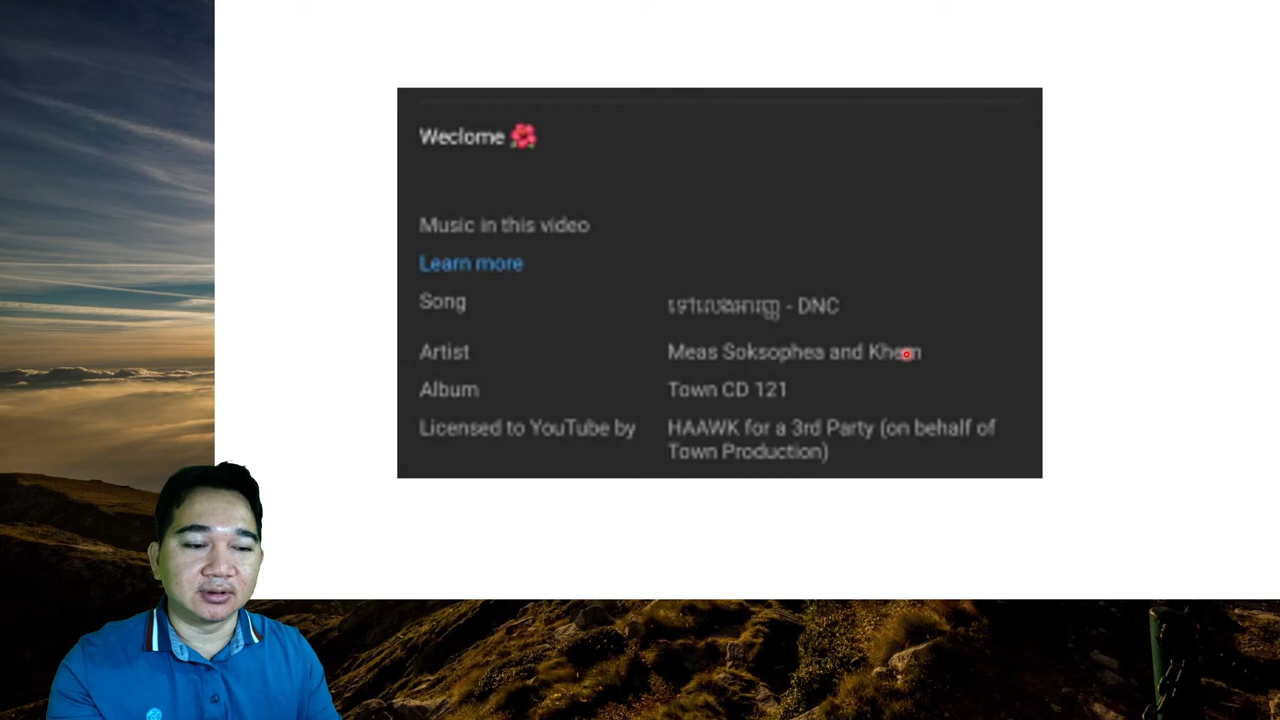 Weclome
Music in this video
Learn more
Song - DNC
Artist Meas Soksophea and Khem
Album Town CD 121
Licensed to YouTube by HAAWK for a 3rd Party (on behalf of
Town Production)